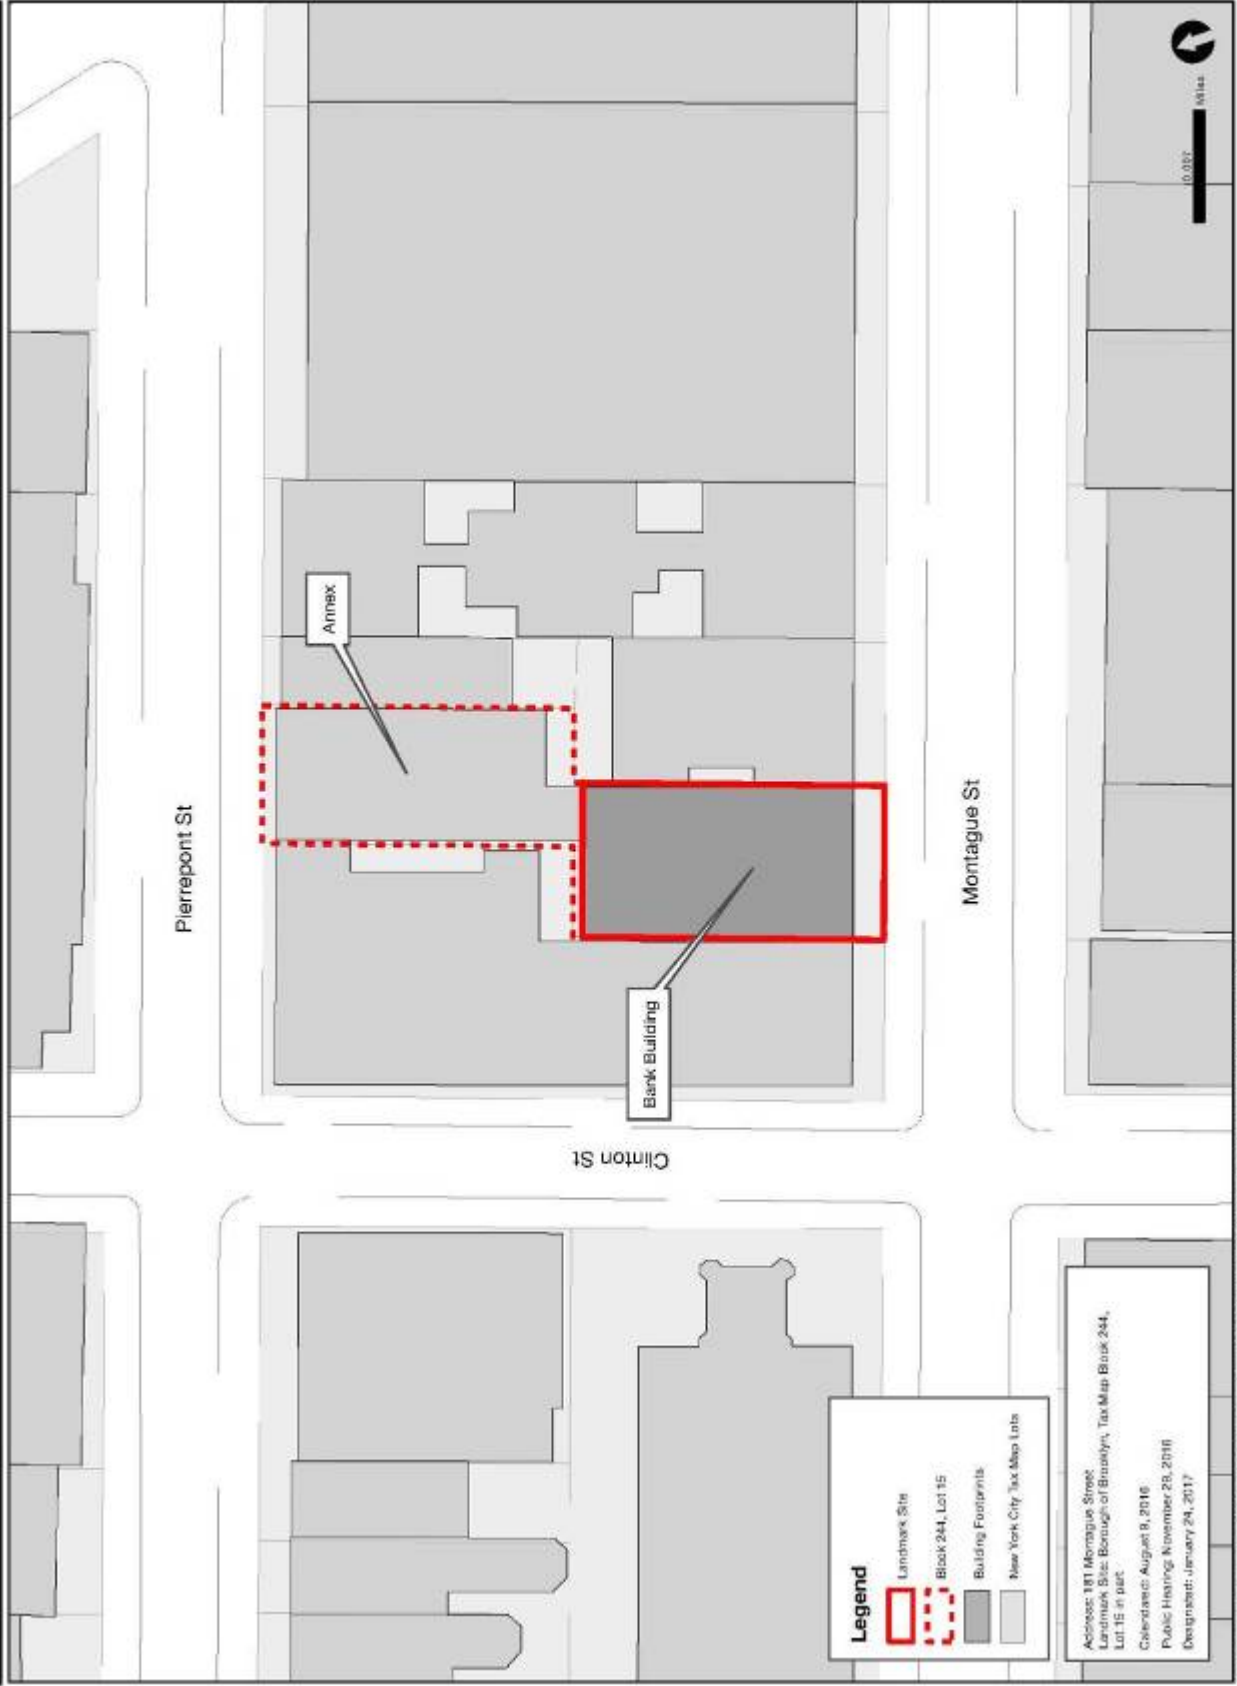 Pierrepont St
Annex
Bank Building
Montague St
Clinton St
Miles
Legend
Landmark Site
Block 244, Lot 15
Building Footprints
New York City Tax Map Lots
Address: 181 Montague Street
Landmark Site: Borough of Brooklyn, Tax Map Block 244,
Lot 15 in part
Calendared: August 9, 2016
Public Hearing: November 29, 2016
Designated: January 24, 2017